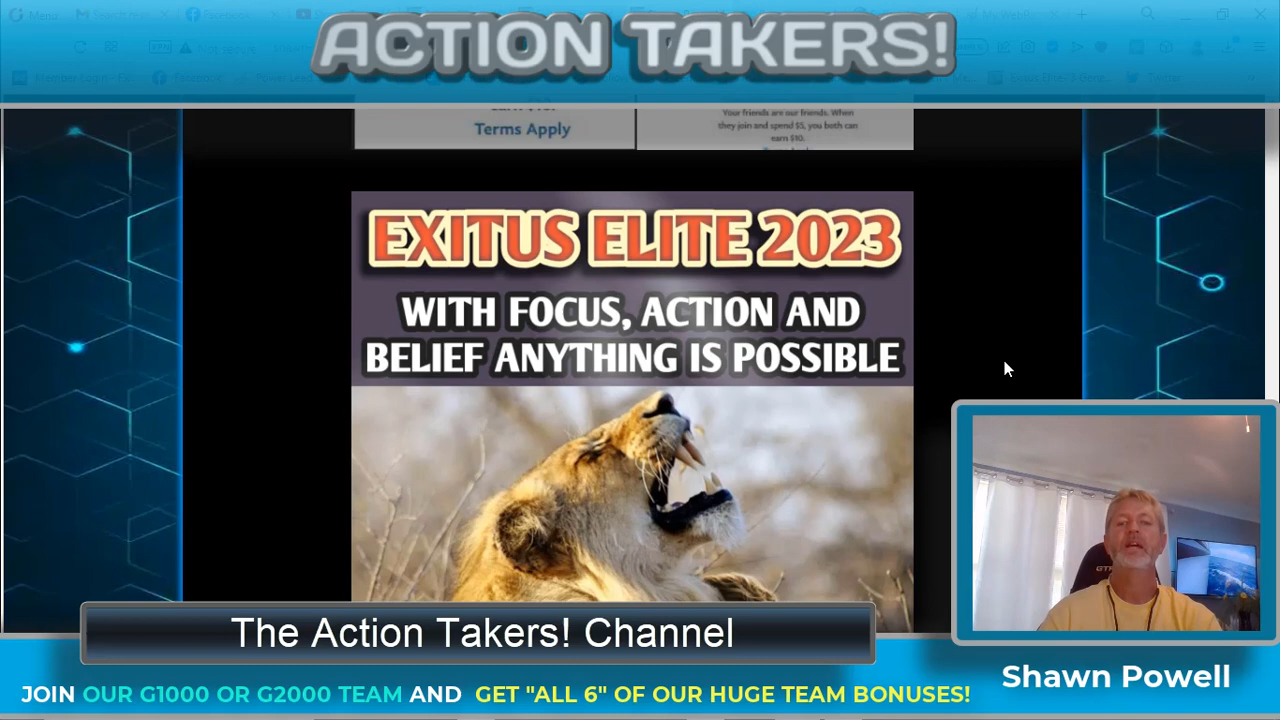 ACTION TAKERS!
Terms Apply
Your friends are our friends. When
they join and spend $5, you both can
earn $10.
EXITUS ELITE 2023
WITH FOCUS, ACTION AND
BELIEF ANYTHING IS POSSIBLE
The Action Takers! Channel
Shawn Powell
JOIN OUR G1000 OR G2000 TEAM AND GET "ALL 6" OF OUR HUGE TEAM BONUSES!